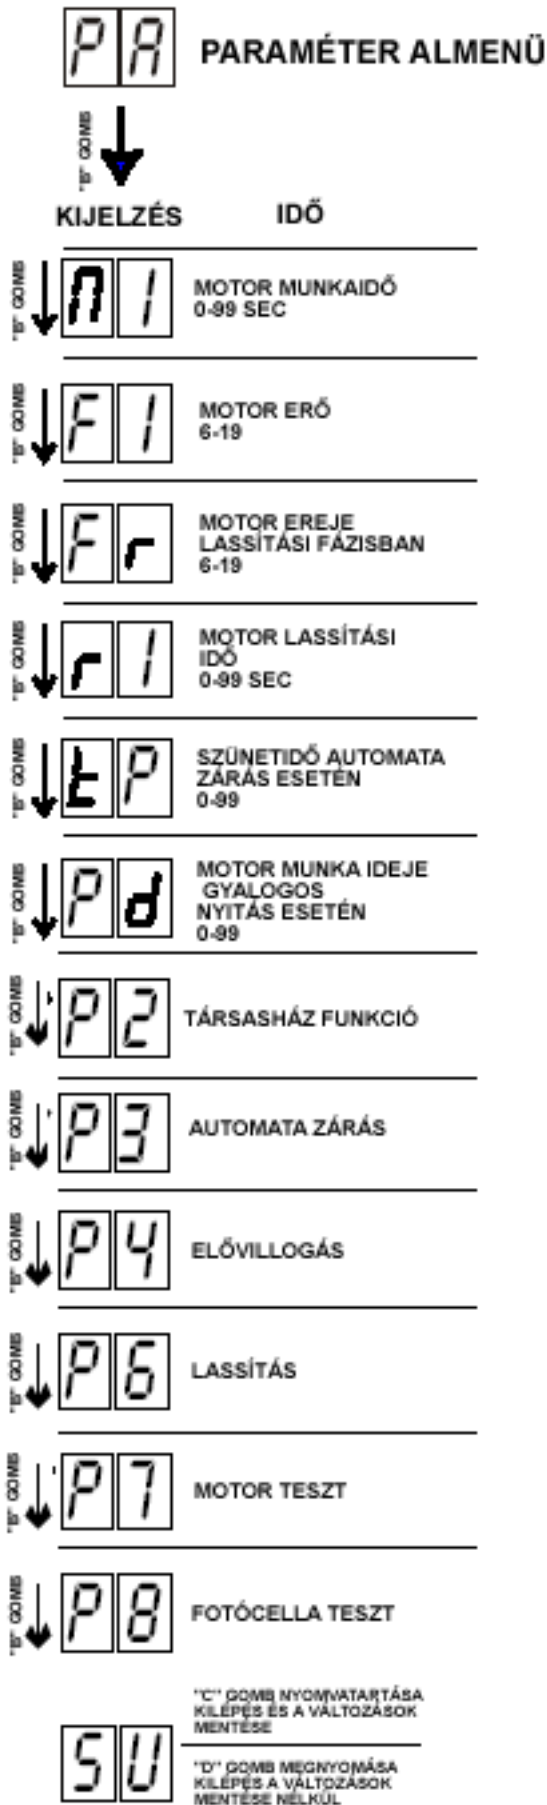 PA PARAMÉTER ALMENÜ
"B" GOMB
KIJELZÉS IDŐ
"B" GOMB
П1 MOTOR MUNKAIDŐ
0-99 SEC
"B" GOMB
F1 MOTOR ERŐ
6-19
"B" GOMB
Fr MOTOR EREJE
LASSÍTÁSI FÁZISBAN
6-19
"B" GOMB
r1 MOTOR LASSÍTÁSI
IDŐ
0-99 SEC
"B" GOMB
tP SZÜNETIDŐ AUTOMATA
ZÁRÁS ESETÉN
0-99
"B" GOMB
Pd MOTOR MUNKA IDEJE
GYALOGOS
NYITÁS ESETÉN
0-99
"B" GOMB
P2 TÁRSASHÁZ FUNKCIÓ
"B" GOMB
P3 AUTOMATA ZÁRÁS
"B" GOMB
P4 ELŐVILLOGÁS
"B" GOMB
P6 LASSÍTÁS
"B" GOMB
P7 MOTOR TESZT
"B" GOMB
P8 FOTÓCELLA TESZT
SU
"C" GOMB NYOMVATARTÁSA
KILÉPÉS ÉS A VÁLTOZÁSOK
MENTÉSE
"D" GOMB MEGNYOMÁSA
KILÉPÉS A VÁLTOZÁSOK
MENTÉSE NÉLKÜL